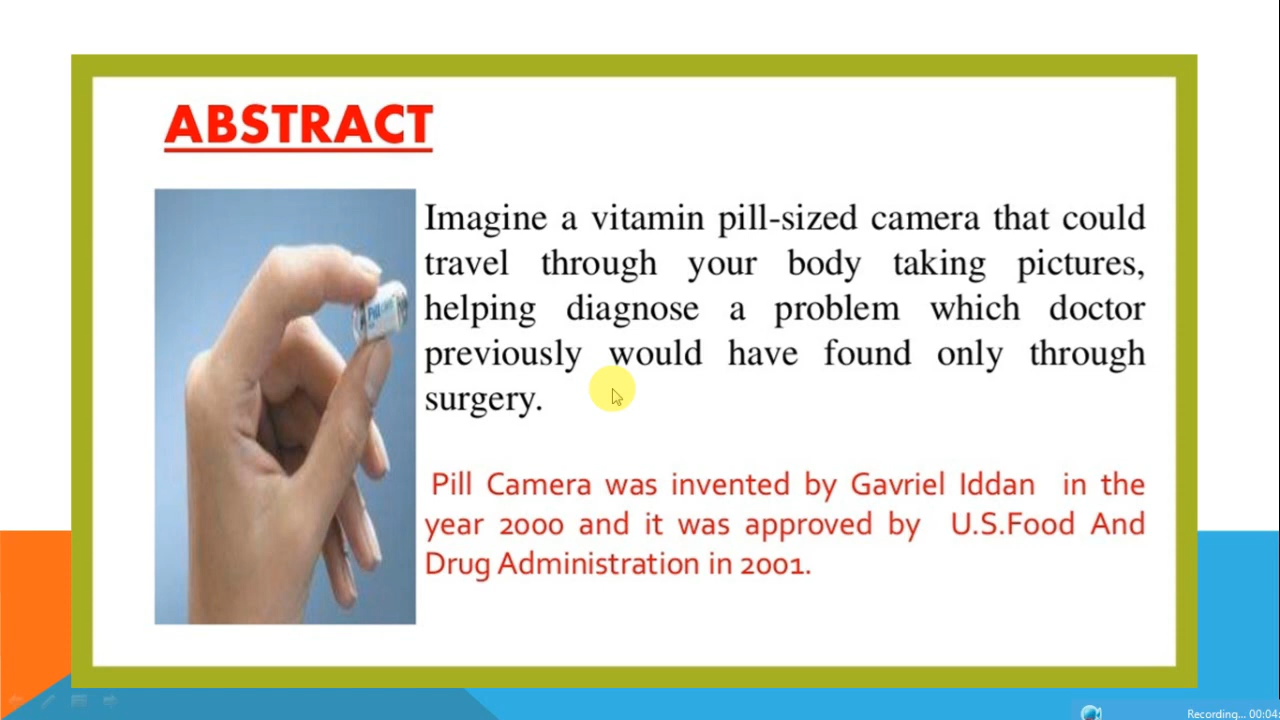 ABSTRACT
Imagine a vitamin pill-sized camera that could
travel through your body taking pictures,
helping diagnose a problem which doctor
previously would have found only through
surgery.
Pill Camera was invented by Gavriel Iddan in the
year 2000 and it was approved by U.S.Food And
Drug Administration in 2001.
Pill
Recording... 00:04: